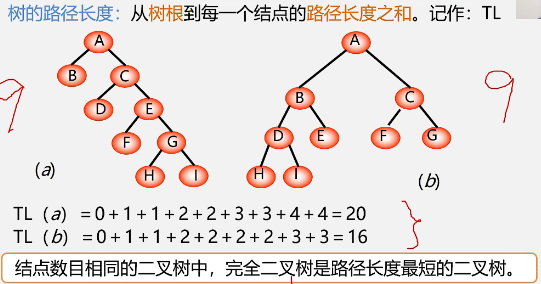 树的路径长度：从树根到每一个结点的路径长度之和。记作：TL
A
B
C
D
E
F
G
H
I
(a)
9
A
B
C
D
E
F
G
H
I
(b)
9
TL（a）=0+1+1+2+2+3+3+4+4=20
TL（b）=0+1+1+2+2+2+2+3+3=16
结点数目相同的二叉树中，完全二叉树是路径长度最短的二叉树。